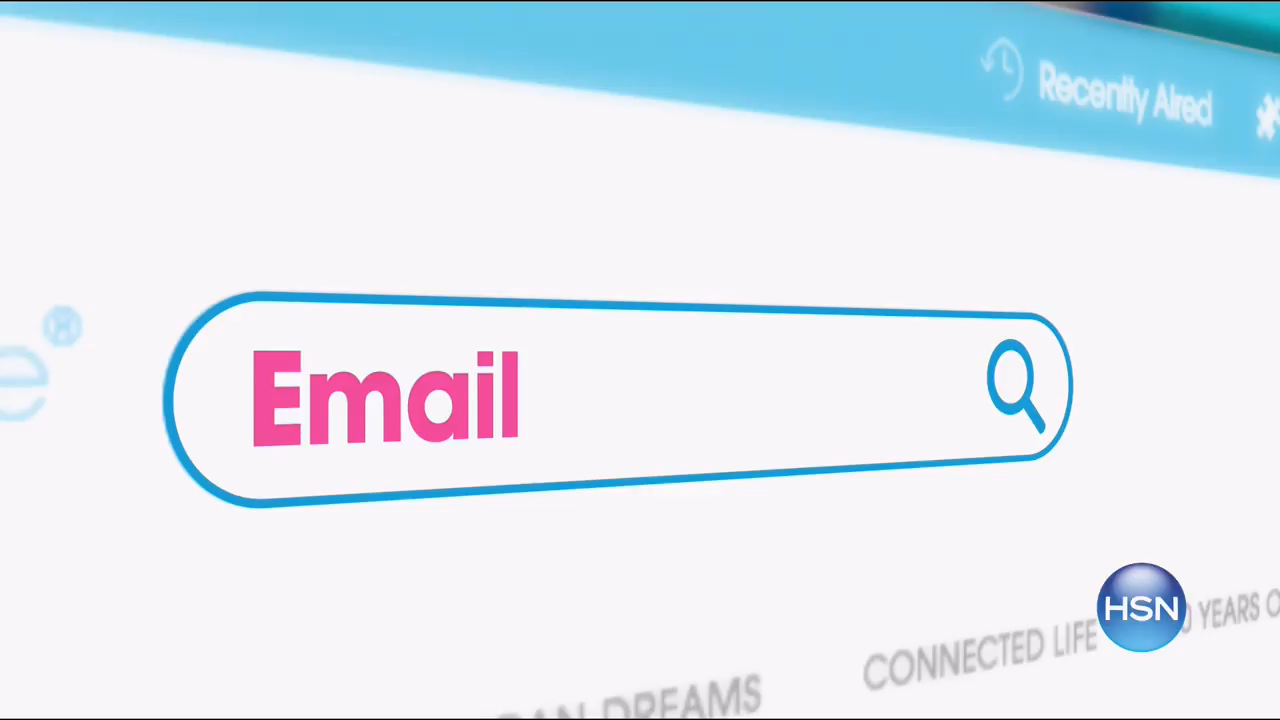 Recently Aired
e®
Email
HSN
YEARS
CONNECTED LIFE
DREAMS